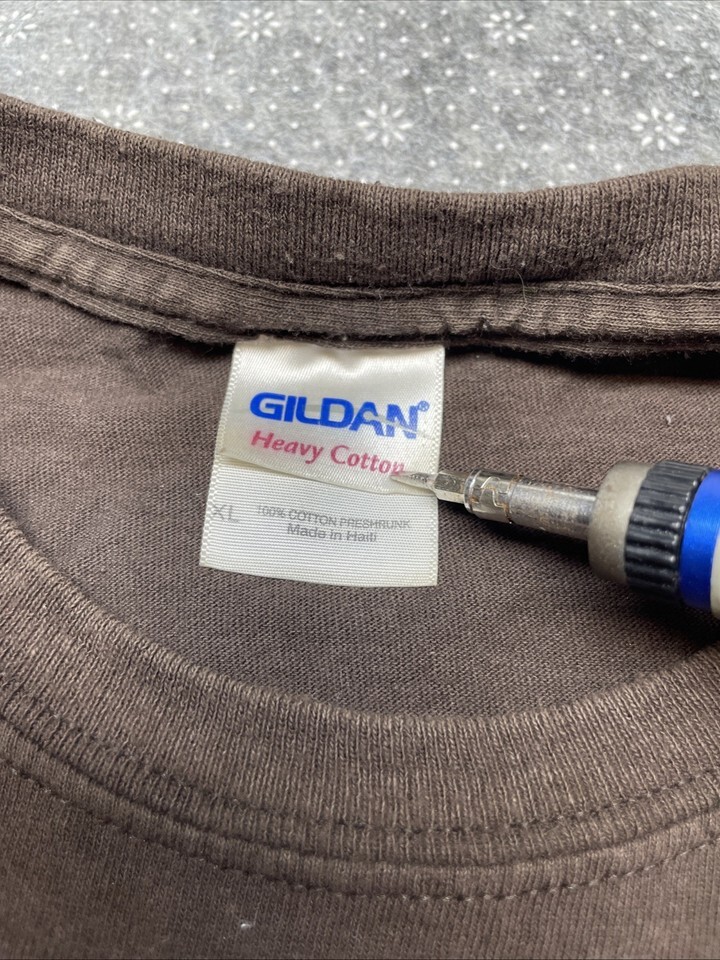 GILDAN®
Heavy Cotton
XL
100% COTTON PRESHRUNK
Made in Haiti